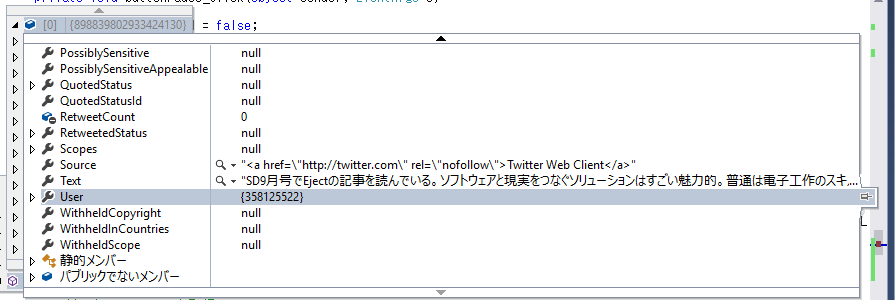 [0] {898839802933424130} = false;
PossiblySensitive null
PossiblySensitiveAppealable null
QuotedStatus null
QuotedStatusId null
RetweetCount 0
RetweetedStatus null
Scopes null
Source "<a href=\"http://twitter.com\" rel=\"nofollow\">Twitter Web Client</a>"
Text "SD9月号でEjectの記事を読んでいる。ソフトウェアと現実をつなぐソリューションはすごい魅力的。普通は電子工作のスキ...
User {358125522}
WithheldCopyright null
WithheldInCountries null
WithheldScope null
静的メンバー
パブリックでないメンバー